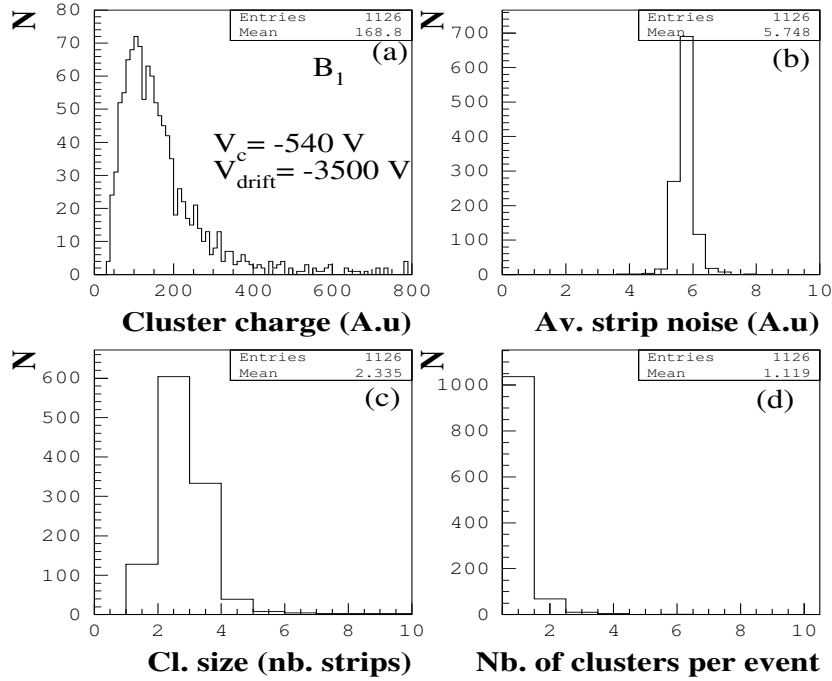 N
Entries 1126
Mean 168.8
(a)
B1
Vc= -540 V
Vdrift= -3500 V
80
70
60
50
40
30
20
10
0
0 200 400 600 800
Cluster charge (A.u)
N
Entries 1126
Mean 5.748
(b)
700
600
500
400
300
200
100
0
0 2 4 6 8 10
Av. strip noise (A.u)
N
Entries 1126
Mean 2.335
(c)
600
500
400
300
200
100
0
0 2 4 6 8 10
Cl. size (nb. strips)
N
Entries 1126
Mean 1.119
(d)
1000
800
600
400
200
0
2 4 6 8 10
Nb. of clusters per event